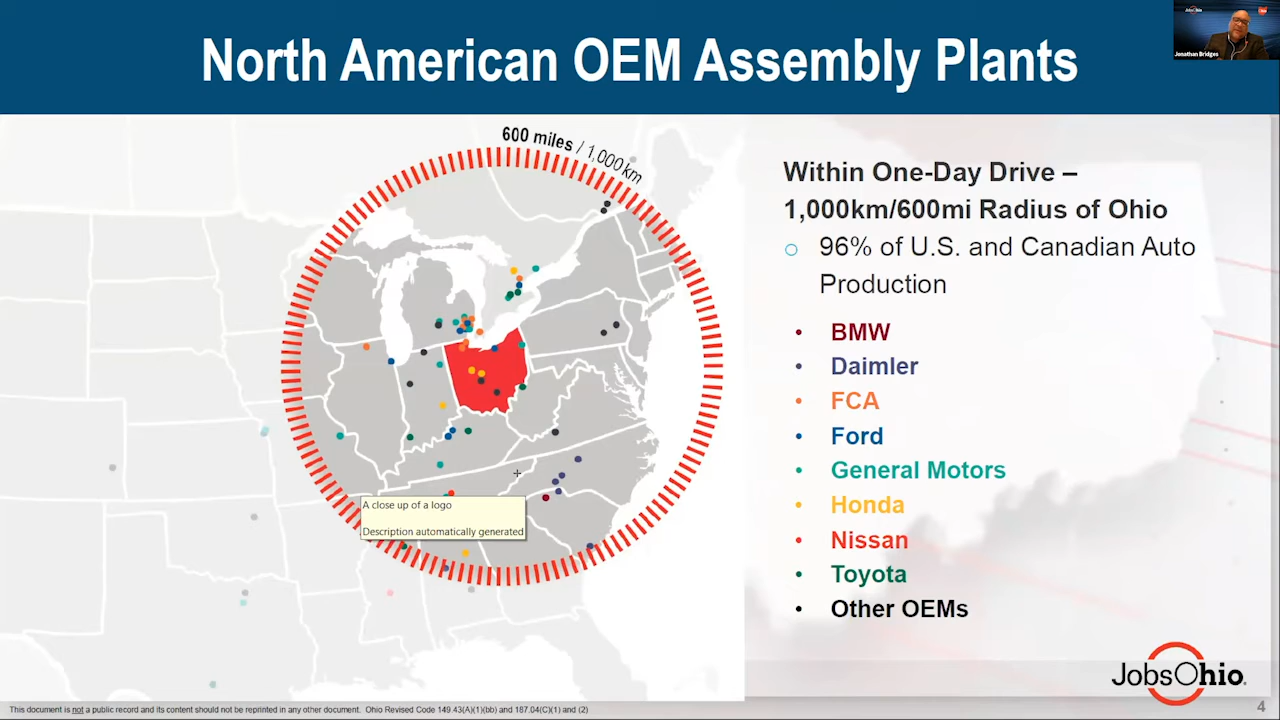 JobsOhio
Jonathan Bridges
North American OEM Assembly Plants
600 miles / 1,000 km
Within One-Day Drive –
1,000km/600mi Radius of Ohio
96% of U.S. and Canadian Auto
Production
BMW
Daimler
FCA
Ford
General Motors
Honda
Nissan
Toyota
Other OEMs
A close up of a logo
Description automatically generated
JobsOhio.
This document is not a public record and its content should not be reprinted in any other document. Ohio Revised Code 149.43(A)(1)(bb) and 187.04(C)(1) and (2)
4